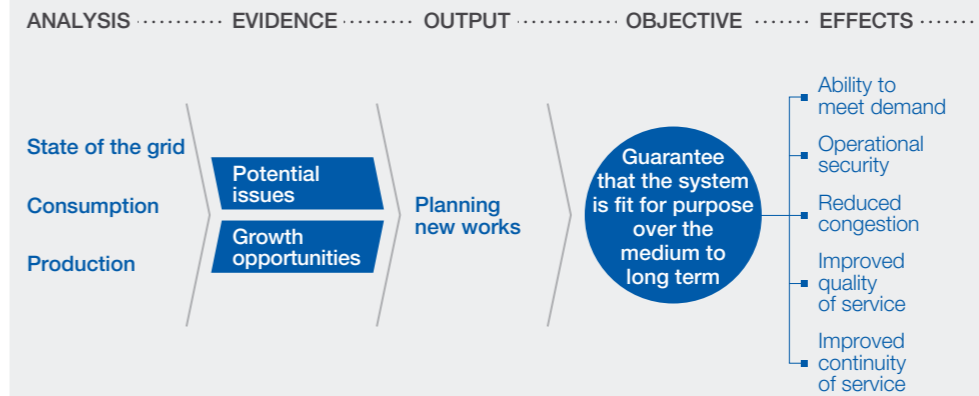 ANALYSIS EVIDENCE OUTPUT OBJECTIVE EFFECTS
State of the grid
Consumption
Production
Potential
issues
Growth
opportunities
Planning
new works
Guarantee
that the system
is fit for purpose
over the
medium to
long term
Ability to
meet demand
Operational
security
Reduced
congestion
Improved
quality
of service
Improved
continuity
of service